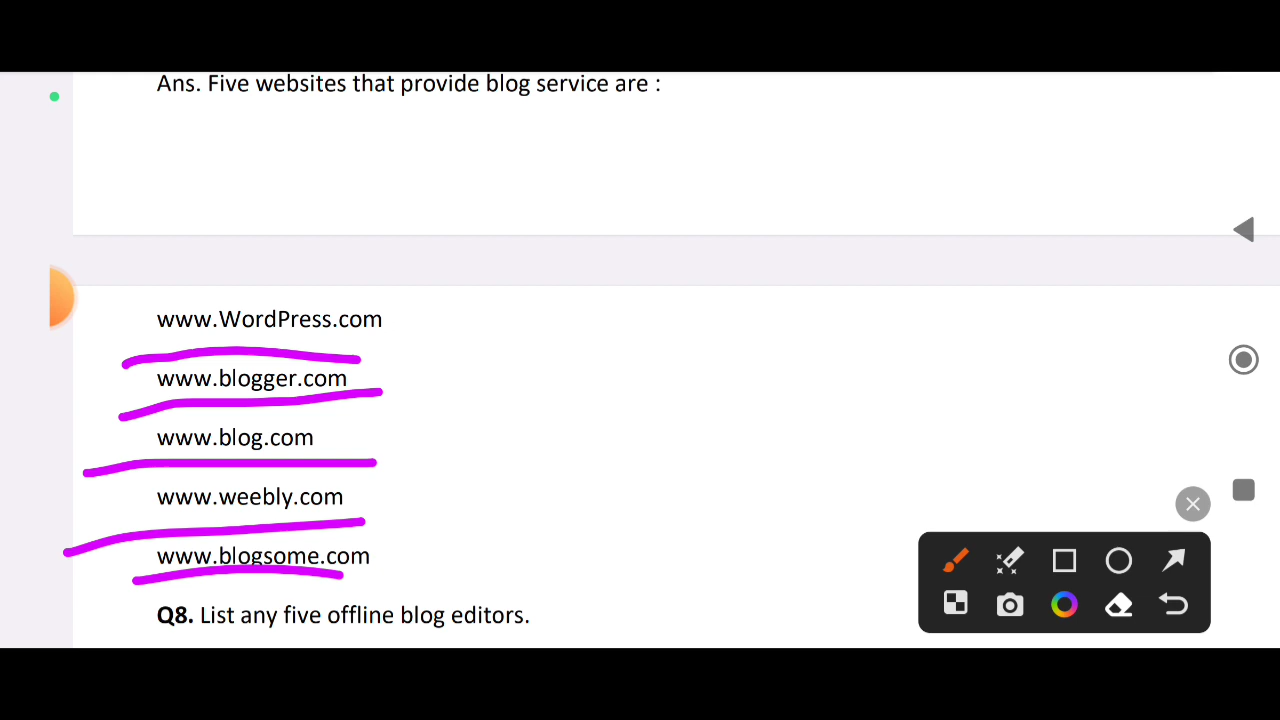 Ans. Five websites that provide blog service are :
www.WordPress.com
www.blogger.com
www.blog.com
www.weebly.com
www.blogsome.com
Q8. List any five offline blog editors.